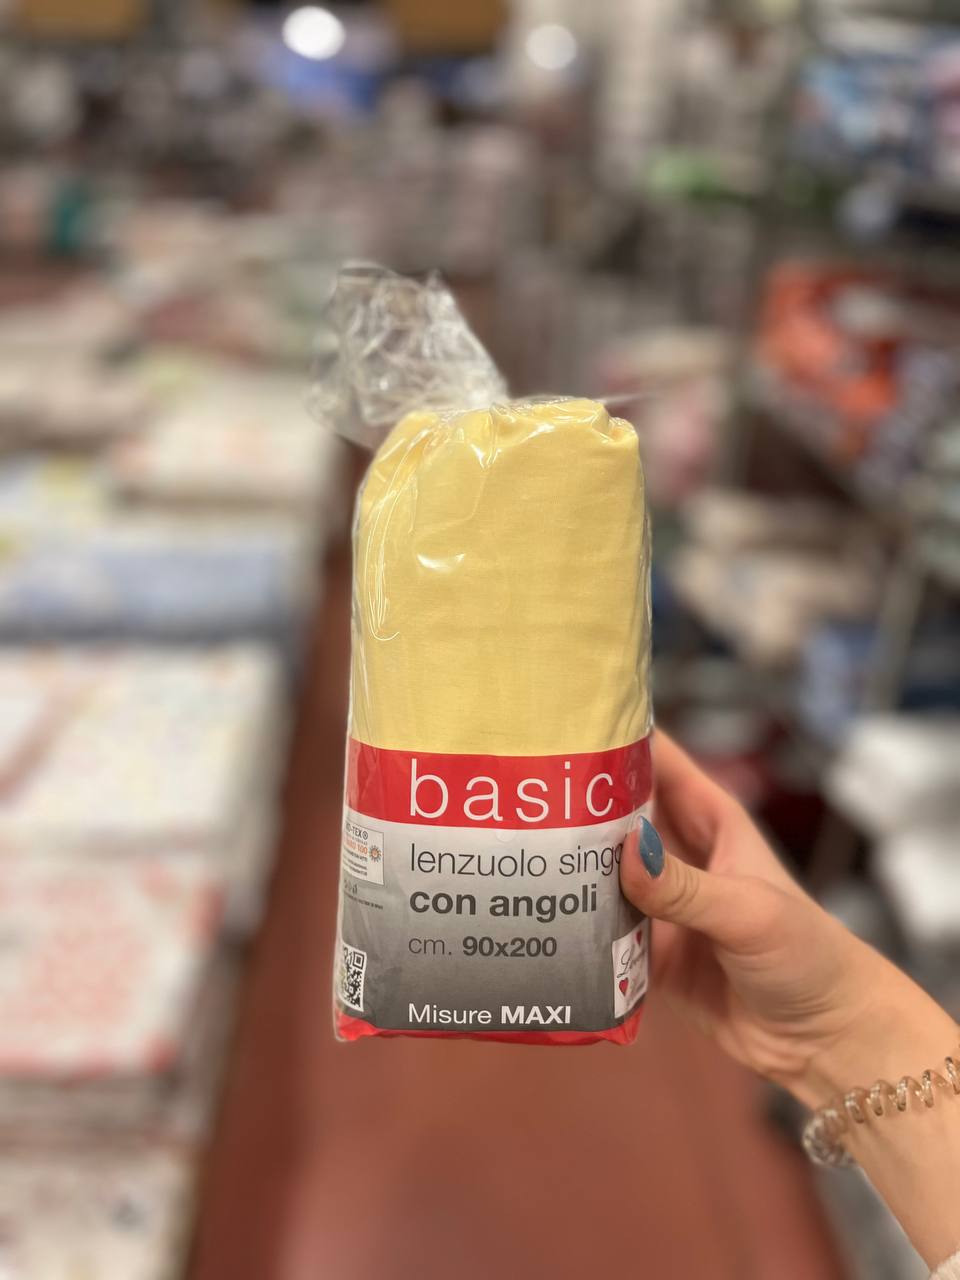 basic
lenzuolo singo
con angoli
cm. 90x200
Misure MAXI